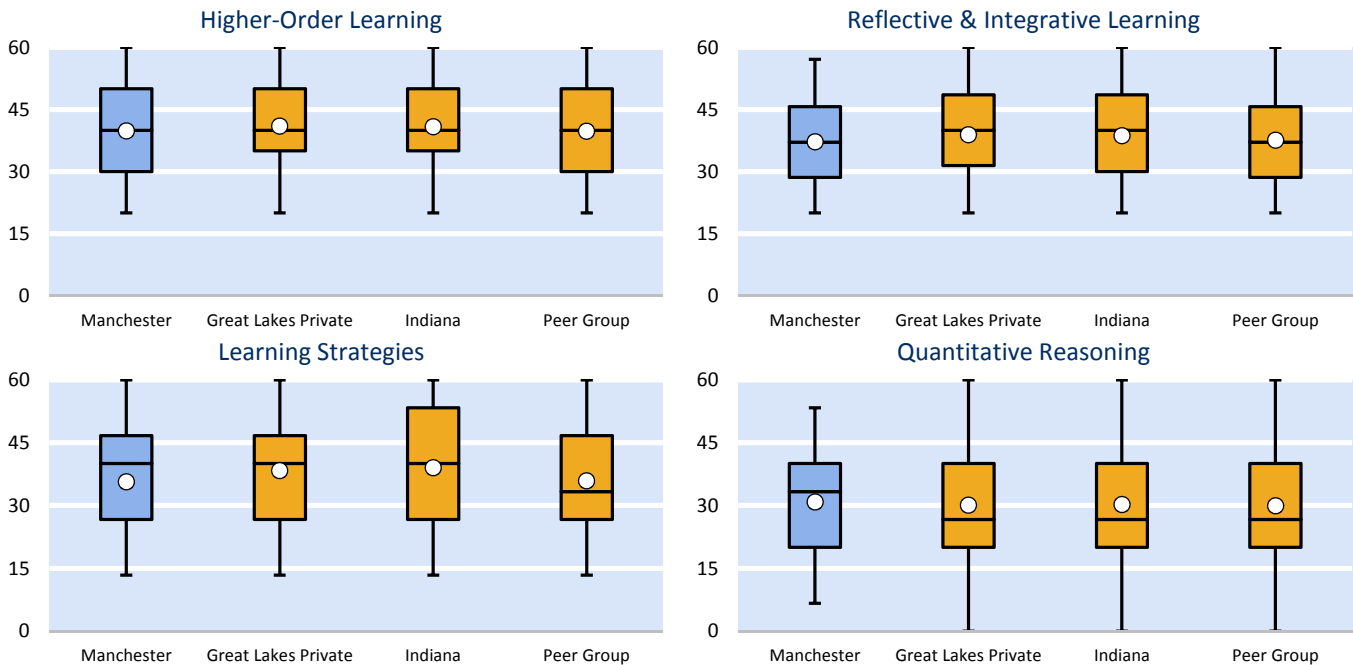 Higher-Order Learning
60
45
30
15
0
Manchester Great Lakes Private Indiana Peer Group
Reflective & Integrative Learning
60
45
30
15
0
Manchester Great Lakes Private Indiana Peer Group
Learning Strategies
60
45
30
15
0
Manchester Great Lakes Private Indiana Peer Group
Quantitative Reasoning
60
45
30
15
0
Manchester Great Lakes Private Indiana Peer Group